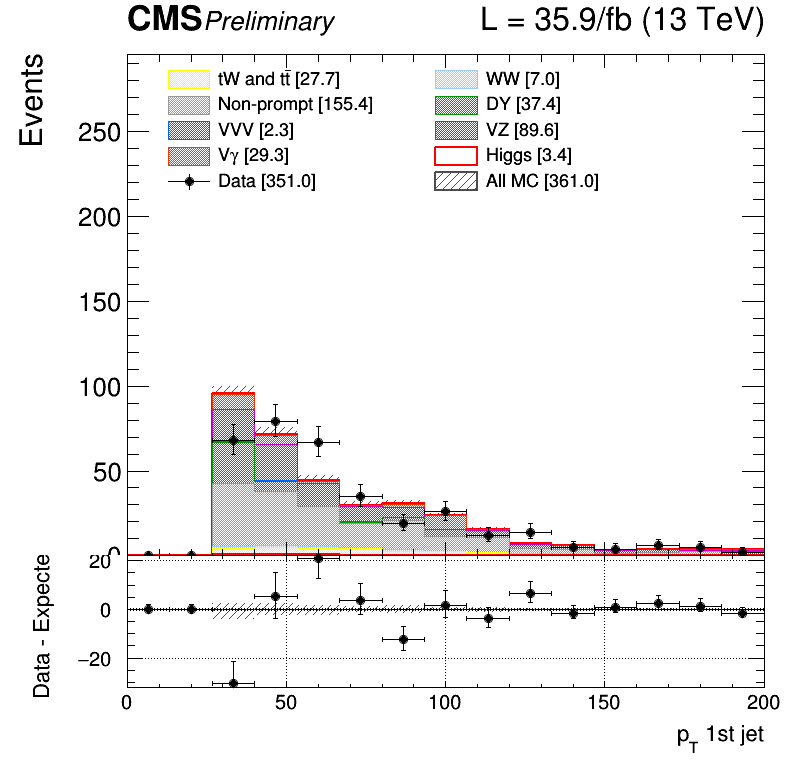 CMS Preliminary L = 35.9/fb (13 TeV)
Events
tW and tt̄ [27.7] WW [7.0]
Non-prompt [155.4] DY [37.4]
VVV [2.3] VZ [89.6]
Vγ [29.3] Higgs [3.4]
Data [351.0] All MC [361.0]
250
200
150
100
50
0
Data - Expecte
20
0
−20
0 50 100 150 200
p_T 1st jet